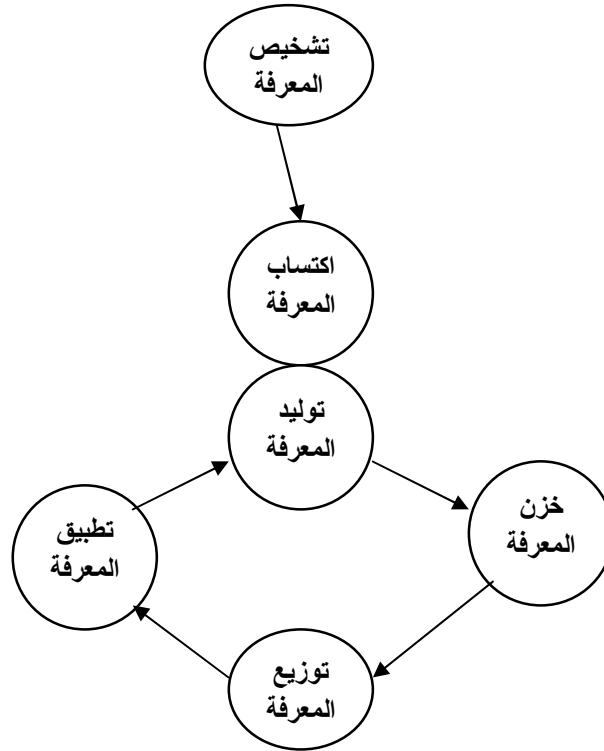 تشخيص
المعرفة
اكتساب
المعرفة
توليد
المعرفة
خزن
المعرفة
تطبيق
المعرفة
توزيع
المعرفة